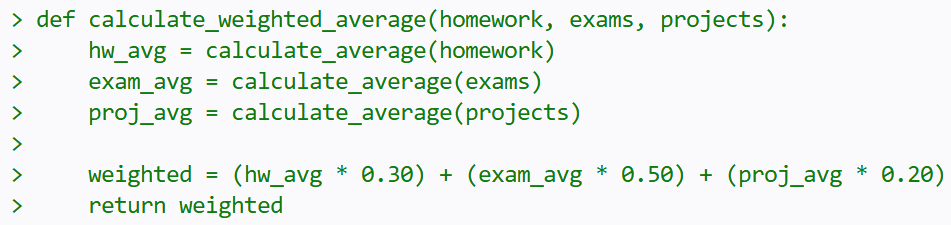 > def calculate_weighted_average(homework, exams, projects):
>     hw_avg = calculate_average(homework)
>     exam_avg = calculate_average(exams)
>     proj_avg = calculate_average(projects)
>
>     weighted = (hw_avg * 0.30) + (exam_avg * 0.50) + (proj_avg * 0.20)
>     return weighted